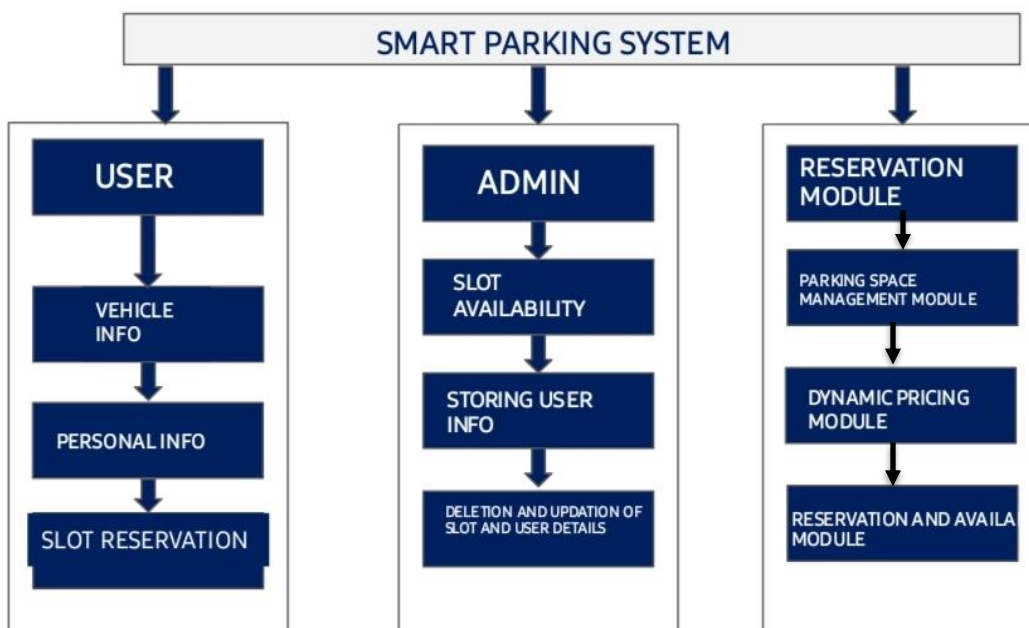 SMART PARKING SYSTEM
USER
VEHICLE
INFO
PERSONAL INFO
SLOT RESERVATION
ADMIN
SLOT
AVAILABILITY
STORING USER
INFO
DELETION AND UPDATION OF
SLOT AND USER DETAILS
RESERVATION
MODULE
PARKING SPACE
MANAGEMENT MODULE
DYNAMIC PRICING
MODULE
RESERVATION AND AVAILA
MODULE